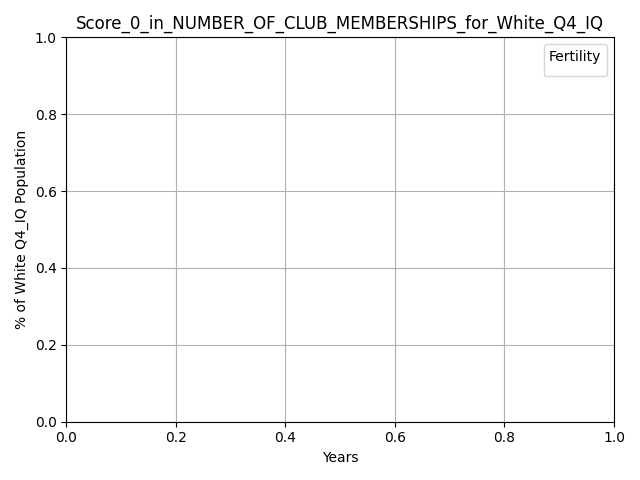 Score_0_in_NUMBER_OF_CLUB_MEMBERSHIPS_for_White_Q4_IQ
Fertility
% of White Q4_IQ Population
1.0
0.8
0.6
0.4
0.2
0.0
0.0 0.2 0.4 0.6 0.8 1.0
Years